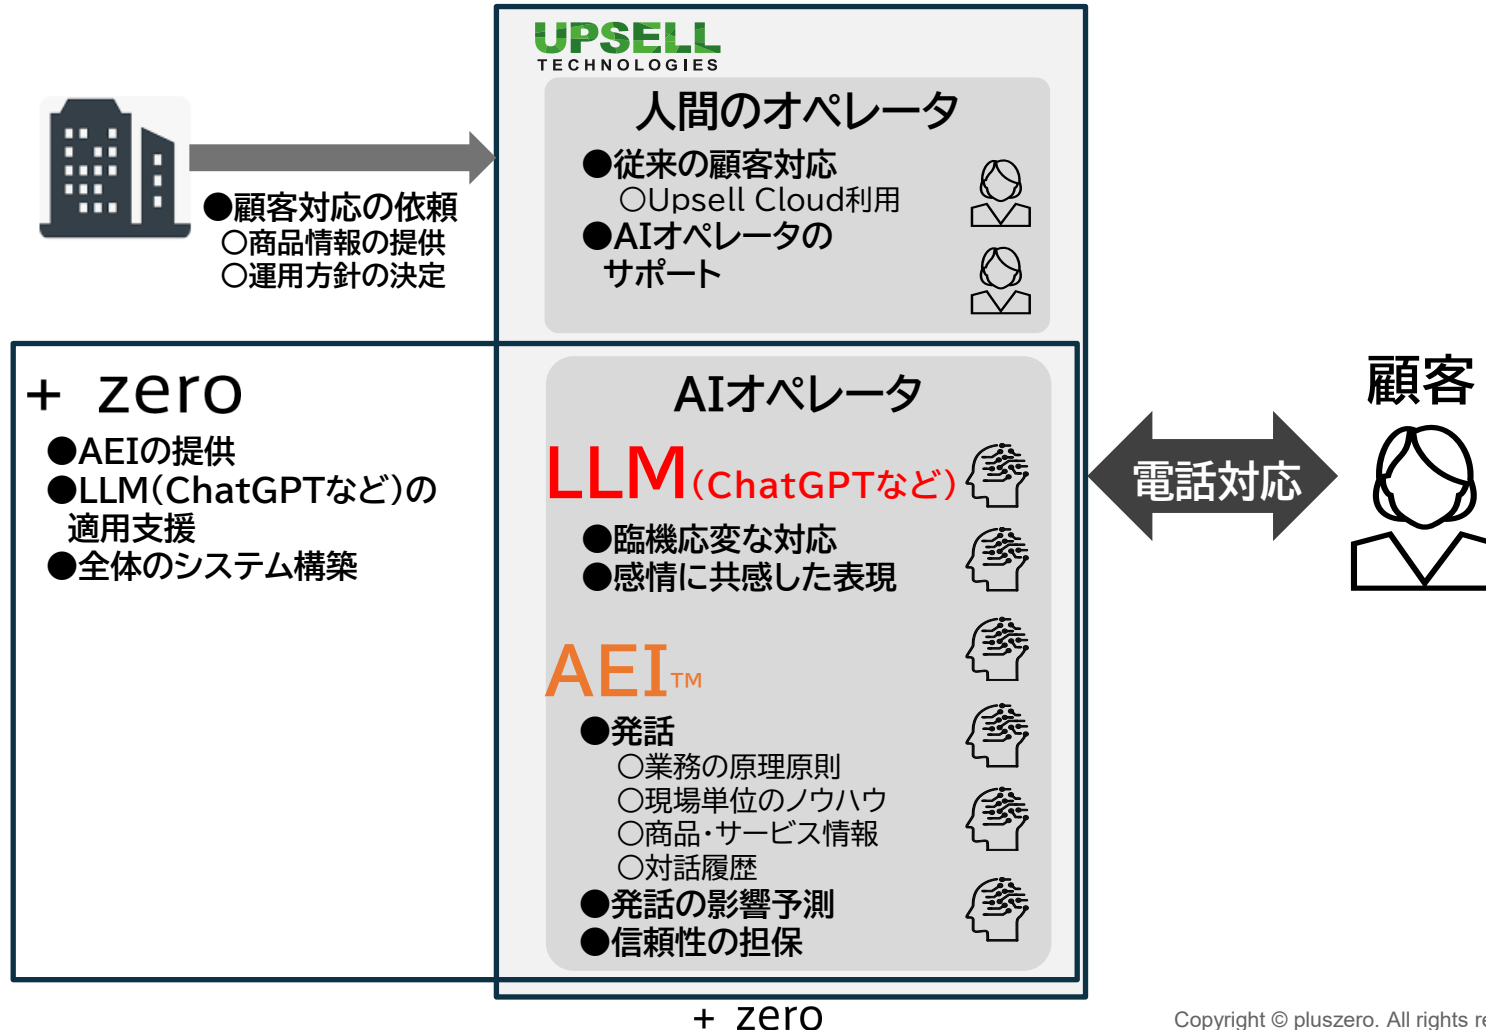 UPSELL
TECHNOLOGIES
人間のオペレータ
●従来の顧客対応
○Upsell Cloud利用
●AIオペレータの
サポート
●顧客対応の依頼
○商品情報の提供
○運用方針の決定
+ zero
●AEIの提供
●LLM(ChatGPTなど)の
適用支援
●全体のシステム構築
AIオペレータ
LLM(ChatGPTなど)
●臨機応変な対応
●感情に共感した表現
AEI™
●発話
○業務の原理原則
○現場単位のノウハウ
○商品・サービス情報
○対話履歴
●発話の影響予測
●信頼性の担保
電話対応
顧客
+ zero
Copyright © pluszero. All rights re